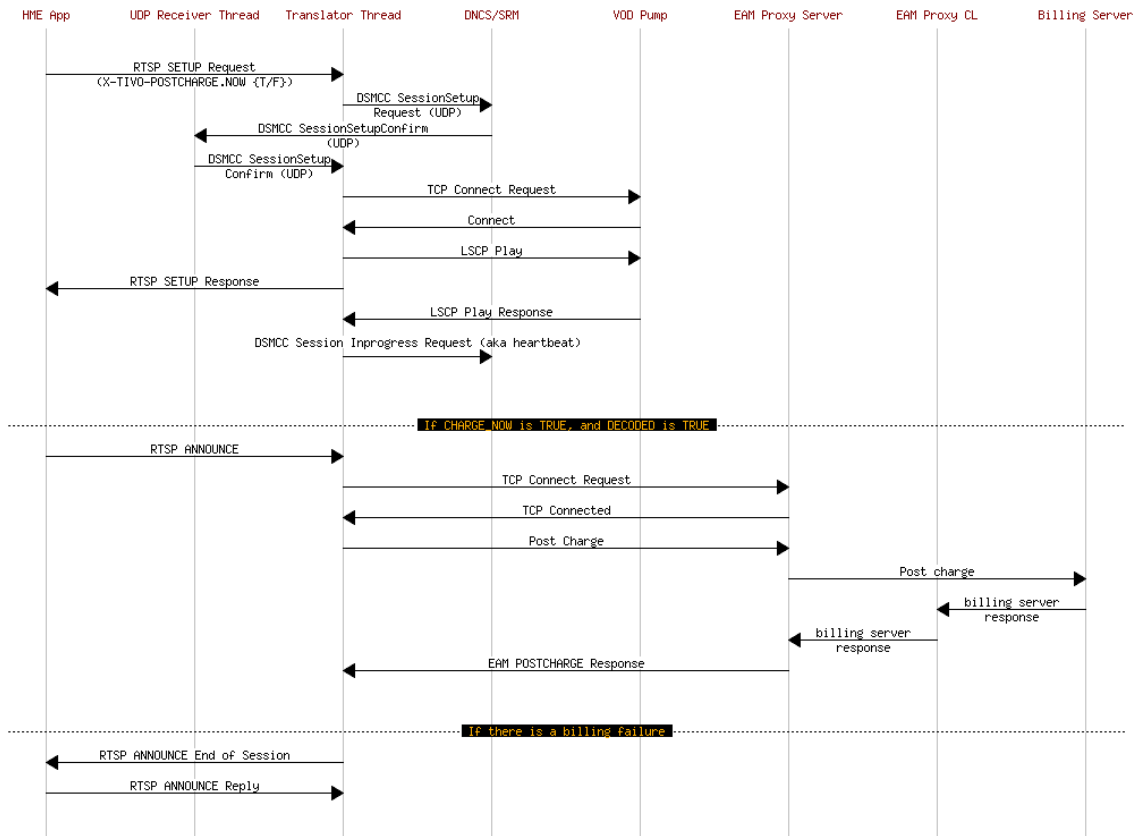 HME App UDP Receiver Thread Translator Thread DNCS/SRM VOD Pump EAM Proxy Server EAM Proxy CL Billing Server
RTSP SETUP Request
(X-TIVO-POSTCHARGE.NOW {T/F})
DSMCC SessionSetup
Request (UDP)
DSMCC SessionSetupConfirm
(UDP)
DSMCC SessionSetup
Confirm (UDP)
TCP Connect Request
Connect
LSCP Play
RTSP SETUP Response
LSCP Play Response
DSMCC Session Inprogress Request (aka heartbeat)
If CHARGE_NOW is TRUE, and DECODED is TRUE
RTSP ANNOUNCE
TCP Connect Request
TCP Connected
Post Charge
Post charge
billing server
response
billing server
response
EAM POSTCHARGE Response
If there is a billing failure
RTSP ANNOUNCE End of Session
RTSP ANNOUNCE Reply